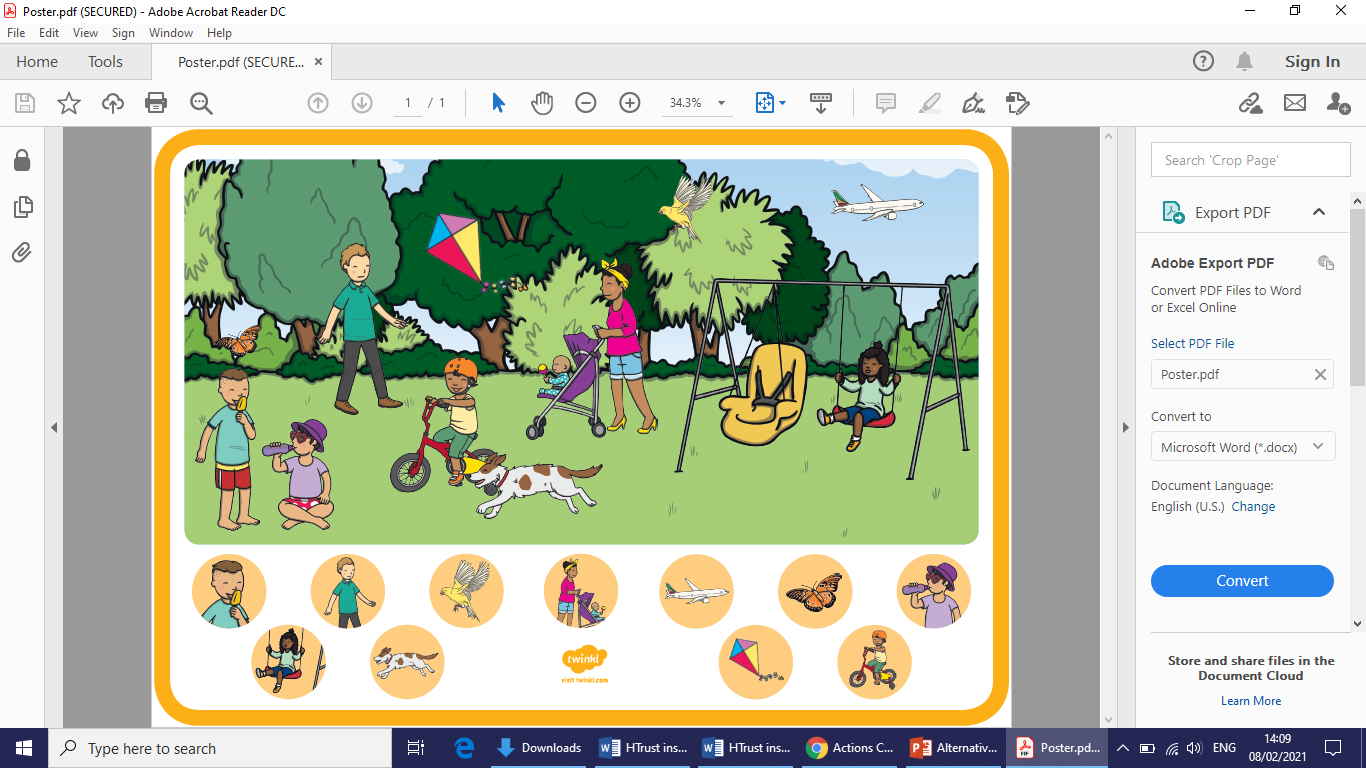 Poster.pdf (SECURED) - Adobe Acrobat Reader DC
File Edit View Sign Window Help
Home Tools Poster.pdf (SECURE... × Sign In
1 / 1 34.3%
Search 'Crop Page'
Export PDF
Adobe Export PDF
Convert PDF Files to Word
or Excel Online
Select PDF File
Poster.pdf
Convert to
Microsoft Word (*.docx)
Document Language:
English (U.S.) Change
Convert
Store and share files in the
Document Cloud
Learn More
twinkl
visit twinkl.com
Type here to search
Downloads
HTrust ins...
HTrust ins...
Actions C...
Alternativ...
Poster.pd...
ENG
14:09
08/02/2021